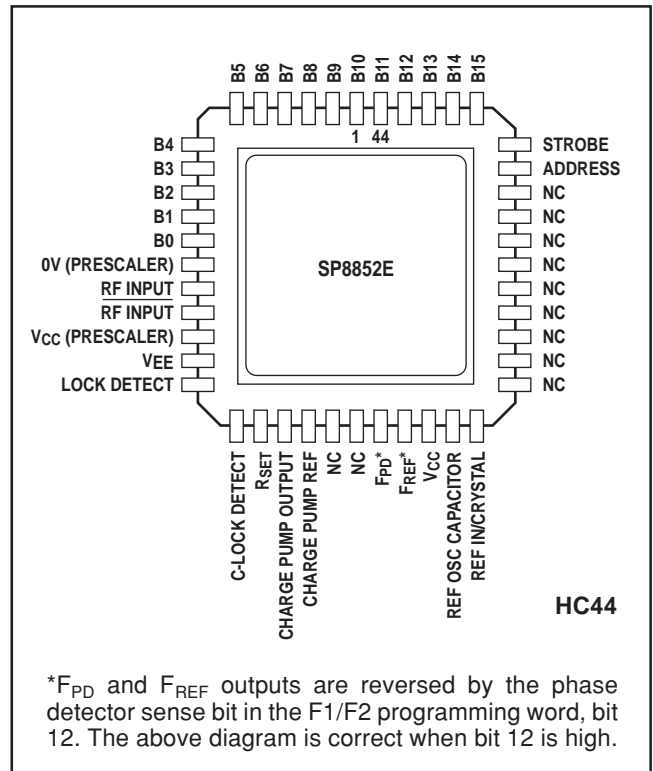 B5
B6
B7
B8
B9
B10
B11
B12
B13
B14
B15
1 44
B4
B3
B2
B1
B0
0V (PRESCALER)
RF INPUT
RF INPUT
VCC (PRESCALER)
VEE
LOCK DETECT
SP8852E
STROBE
ADDRESS
NC
NC
NC
NC
NC
NC
NC
NC
NC
C-LOCK DETECT
RSET
CHARGE PUMP OUTPUT
CHARGE PUMP REF
NC
NC
FPD*
FREF*
VCC
REF OSC CAPACITOR
REF IN/CRYSTAL
HC44
*FPD and FREF outputs are reversed by the phase
detector sense bit in the F1/F2 programming word, bit
12. The above diagram is correct when bit 12 is high.